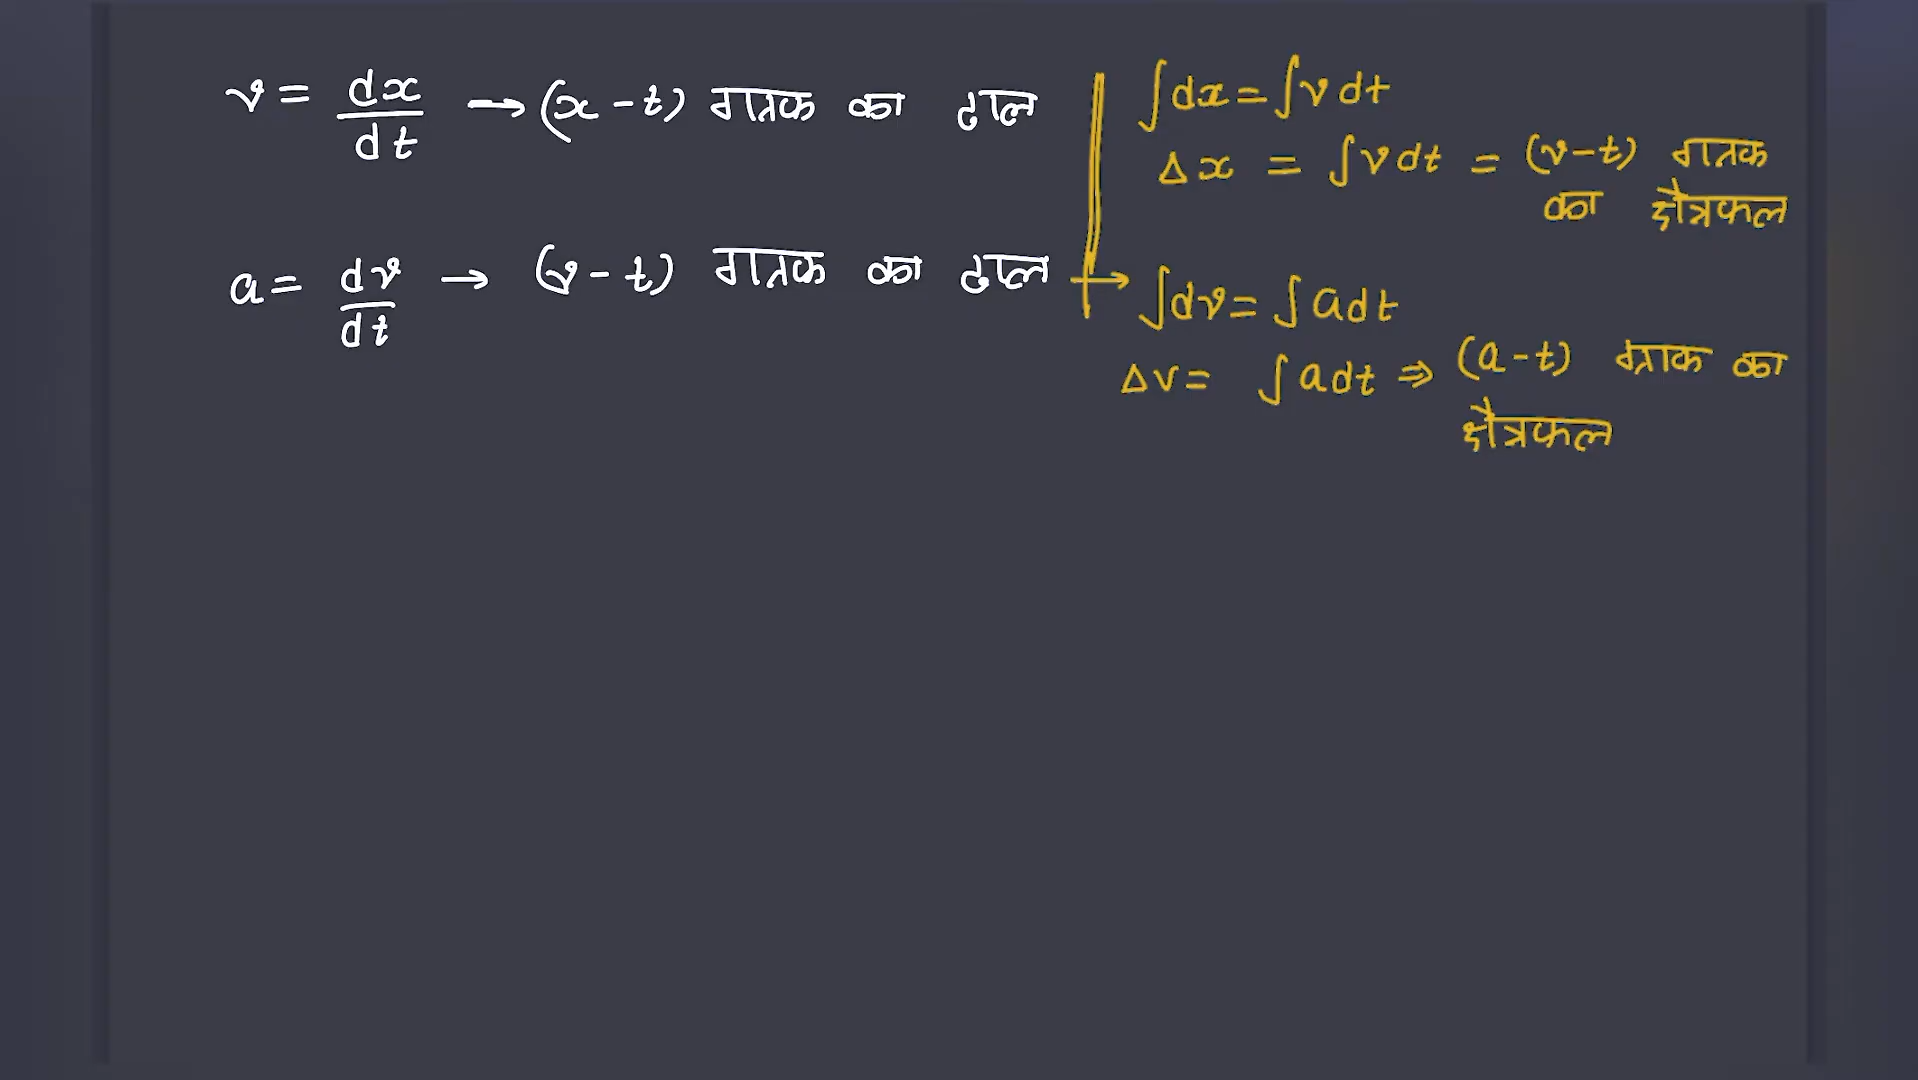 v = dx/dt → (x - t) ग्राफ का ढाल
a = dv/dt → (v - t) ग्राफ का ढाल
∫dx = ∫v dt
Δx = ∫v dt = (v - t) ग्राफ
का क्षेत्रफल
→ ∫dv = ∫a dt
Δv = ∫a dt ⇒ (a - t) ग्राफ का
क्षेत्रफल